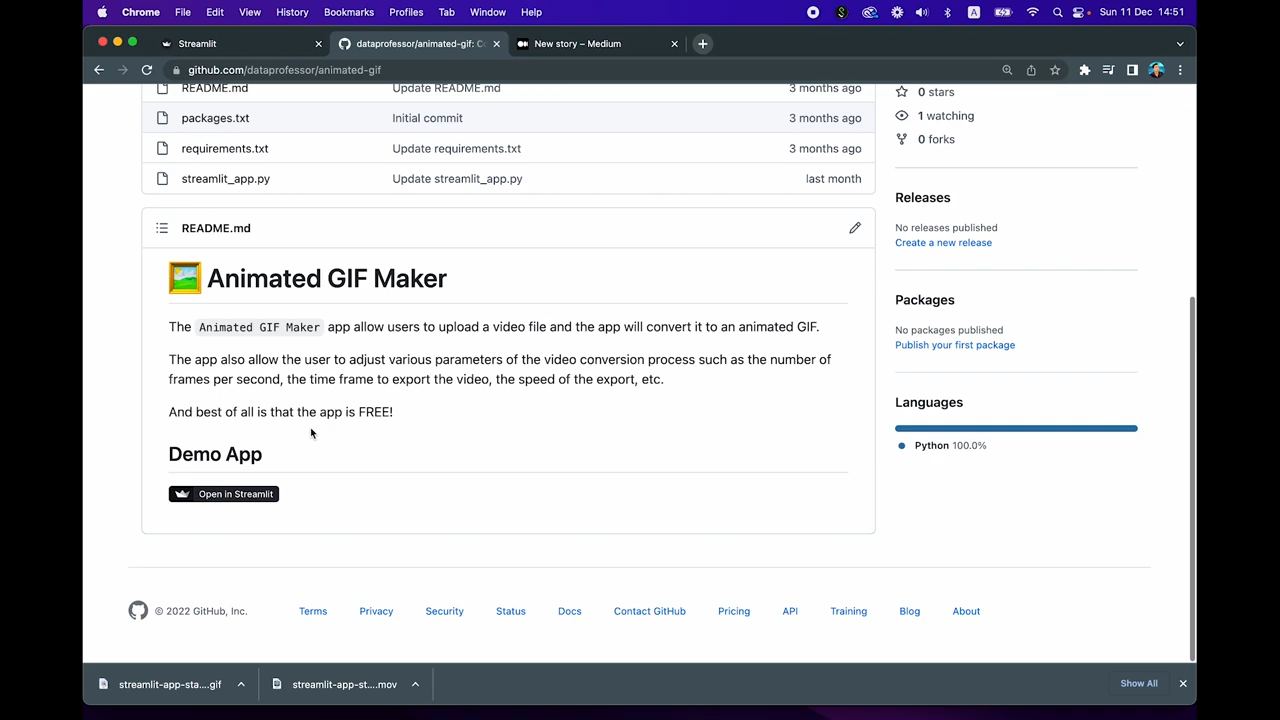 Chrome File Edit View History Bookmarks Profiles Tab Window Help S A Sun 11 Dec 14:51
Streamlit dataprofessor/animated-gif: Co New story – Medium
github.com/dataprofessor/animated-gif
README.md Update README.md 3 months ago
packages.txt Initial commit 3 months ago
requirements.txt Update requirements.txt 3 months ago
streamlit_app.py Update streamlit_app.py last month
README.md
Animated GIF Maker
The Animated GIF Maker app allow users to upload a video file and the app will convert it to an animated GIF.
The app also allow the user to adjust various parameters of the video conversion process such as the number of
frames per second, the time frame to export the video, the speed of the export, etc.
And best of all is that the app is FREE!
Demo App
Open in Streamlit
0 stars
1 watching
0 forks
Releases
No releases published
Create a new release
Packages
No packages published
Publish your first package
Languages
Python 100.0%
© 2022 GitHub, Inc. Terms Privacy Security Status Docs Contact GitHub Pricing API Training Blog About
streamlit-app-sta....gif streamlit-app-st....mov Show All